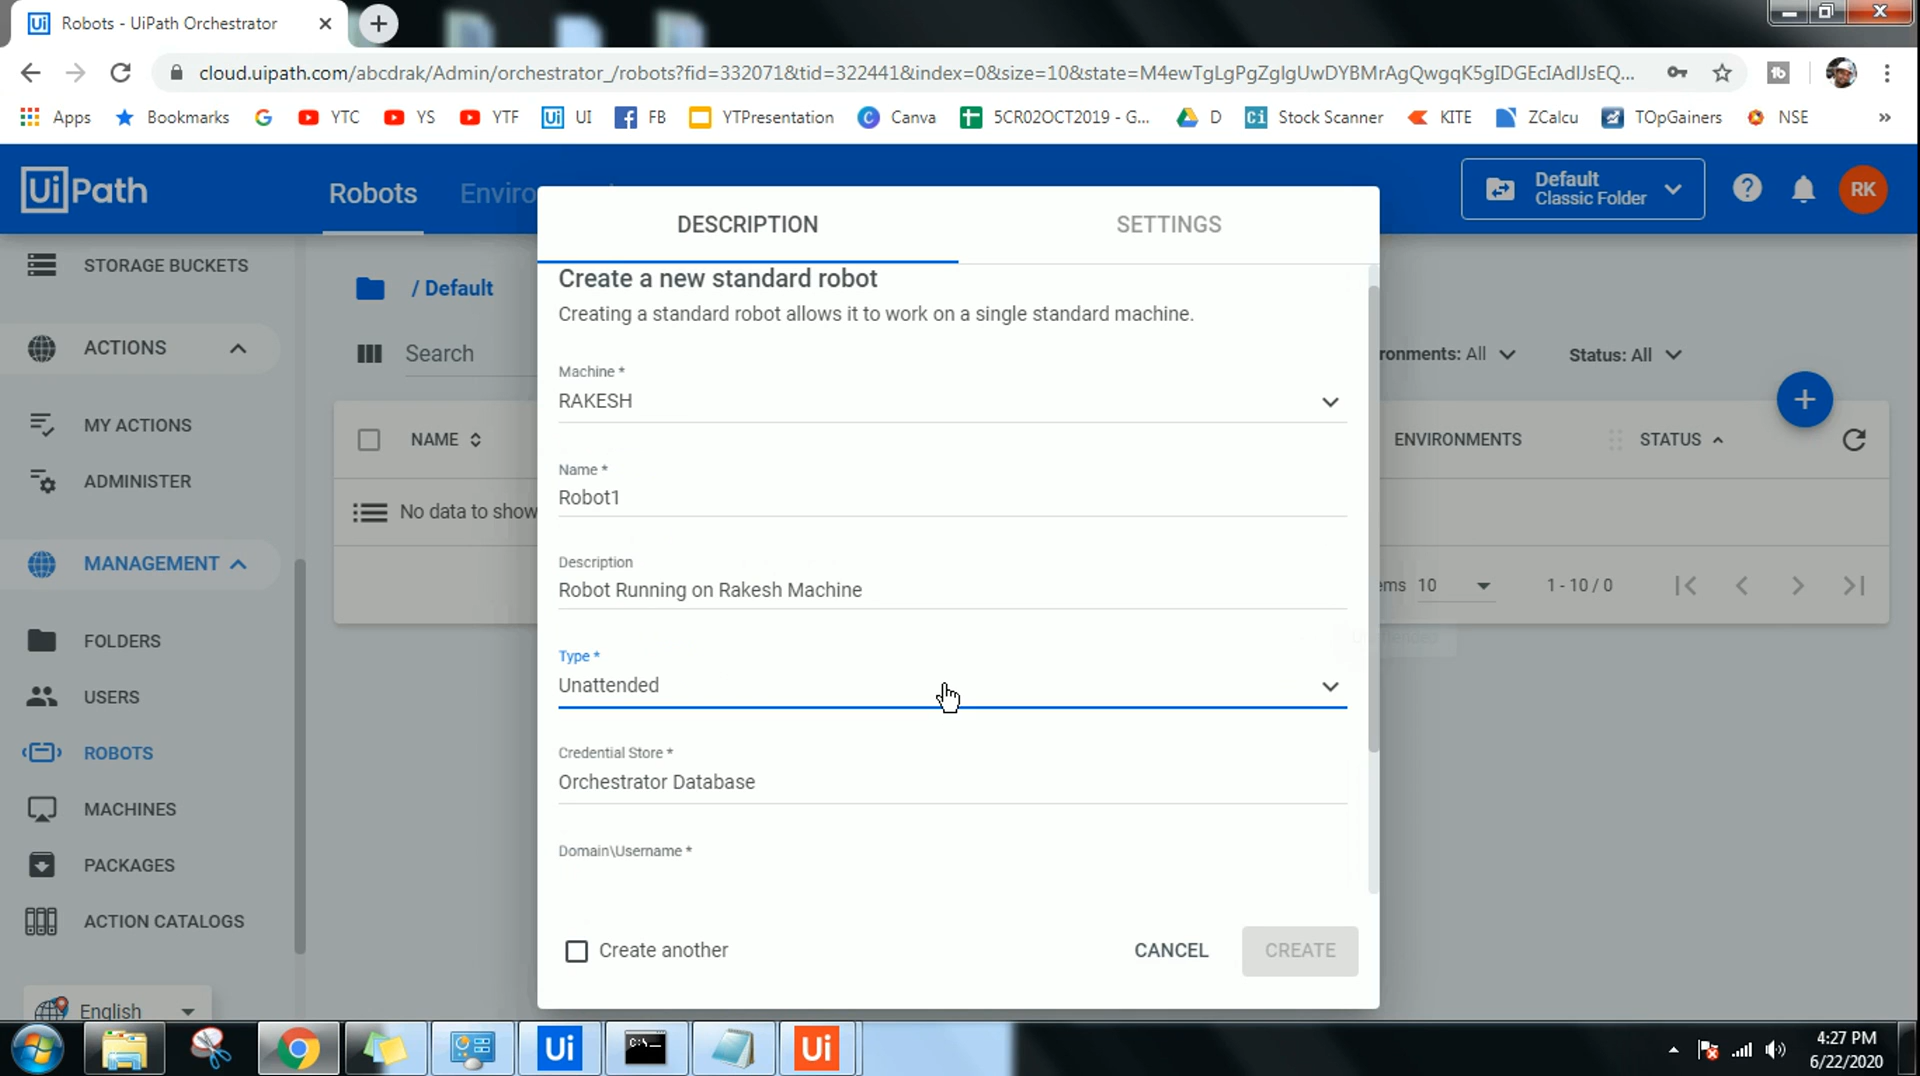 Robots - UiPath Orchestrator
cloud.uipath.com/abcdrak/Admin/orchestrator_/robots?fid=332071&tid=322441&index=0&size=10&state=M4ewTgLgPgZglgUwDYBMrAgQwgqK5gIDGEcIAdlJsEQ...
Apps
Bookmarks
YTC
YS
YTF
UI
FB
YTPresentation
Canva
5CR02OCT2019 - G...
D
Stock Scanner
KITE
ZCalcu
TOpGainers
NSE
»
UiPath
Robots
Enviro
Default
Classic Folder
RK
DESCRIPTION
SETTINGS
STORAGE BUCKETS
ACTIONS
MY ACTIONS
ADMINISTER
MANAGEMENT
FOLDERS
USERS
ROBOTS
MACHINES
PACKAGES
ACTION CATALOGS
English
/ Default
Search
NAME
No data to show
Create a new standard robot
Creating a standard robot allows it to work on a single standard machine.
Machine *
RAKESH
Name *
Robot1
Description
Robot Running on Rakesh Machine
Type *
Unattended
Credential Store *
Orchestrator Database
Domain\Username *
Create another
CANCEL
CREATE
ronments: All
Status: All
ENVIRONMENTS
STATUS
ems 10
1 - 10 / 0
4:27 PM
6/22/2020